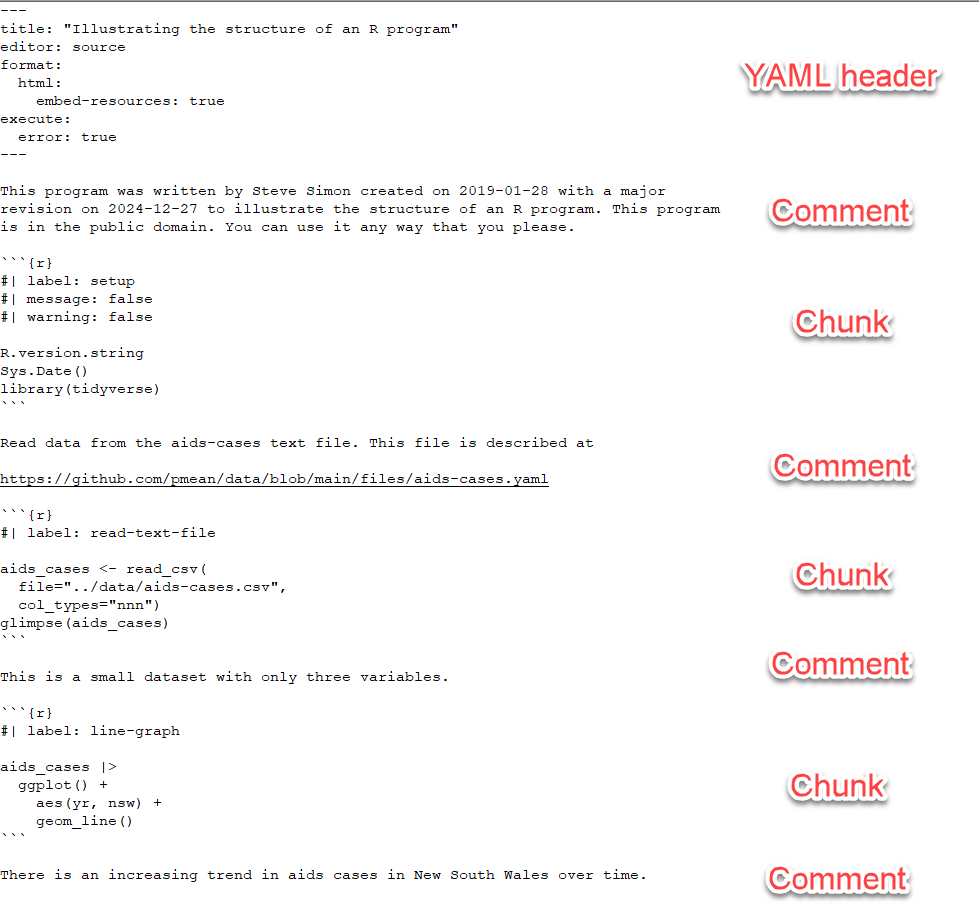 ---
title: "Illustrating the structure of an R program"
editor: source
format:
  html:
    embed-resources: true
execute:
  error: true
---
YAML header
This program was written by Steve Simon created on 2019-01-28 with a major
revision on 2024-12-27 to illustrate the structure of an R program. This program
is in the public domain. You can use it any way that you please.
Comment
```{r}
#| label: setup
#| message: false
#| warning: false
R.version.string
Sys.Date()
library(tidyverse)
```
Chunk
Read data from the aids-cases text file. This file is described at
https://github.com/pmean/data/blob/main/files/aids-cases.yaml
Comment
```{r}
#| label: read-text-file
aids_cases <- read_csv(
  file="../data/aids-cases.csv",
  col_types="nnn")
glimpse(aids_cases)
```
Chunk
This is a small dataset with only three variables.
Comment
```{r}
#| label: line-graph
aids_cases |>
  ggplot() +
    aes(yr, nsw) +
    geom_line()
```
Chunk
There is an increasing trend in aids cases in New South Wales over time.
Comment